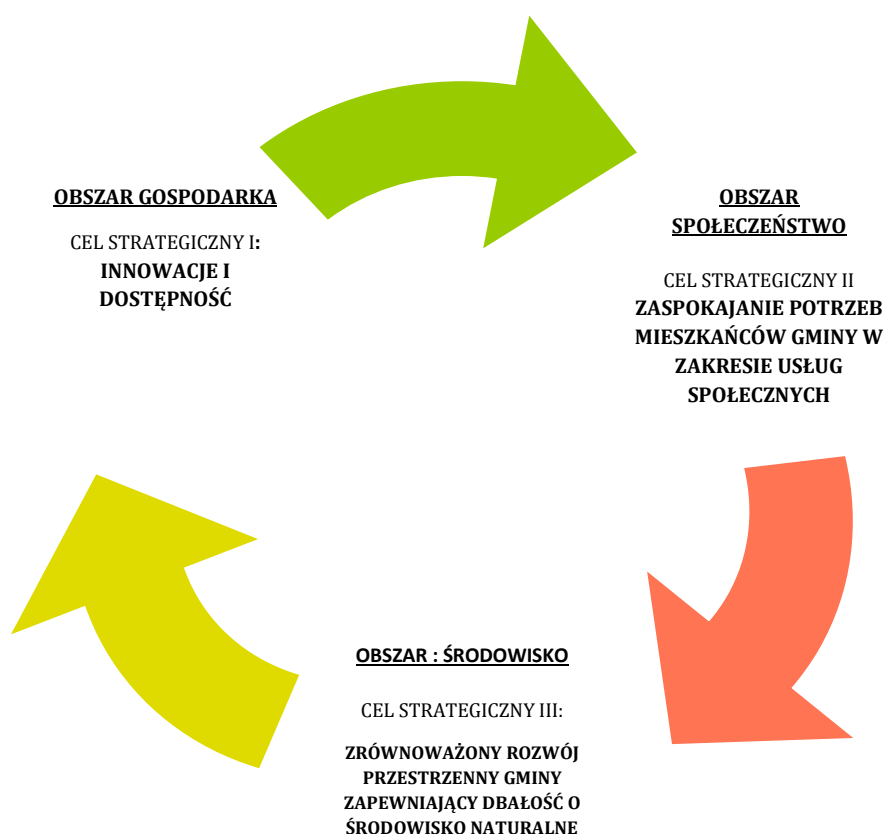 OBSZAR GOSPODARKA
CEL STRATEGICZNY I:
INNOWACJE I
DOSTĘPNOŚĆ
OBSZAR
SPOŁECZEŃSTWO
CEL STRATEGICZNY II
ZASPOKAJANIE POTRZEB
MIESZKAŃCÓW GMINY W
ZAKRESIE USŁUG
SPOŁECZNYCH
OBSZAR : ŚRODOWISKO
CEL STRATEGICZNY III:
ZRÓWNOWAŻONY ROZWÓJ
PRZESTRZENNY GMINY
ZAPEWNIAJĄCY DBAŁOŚĆ O
ŚRODOWISKO NATURALNE